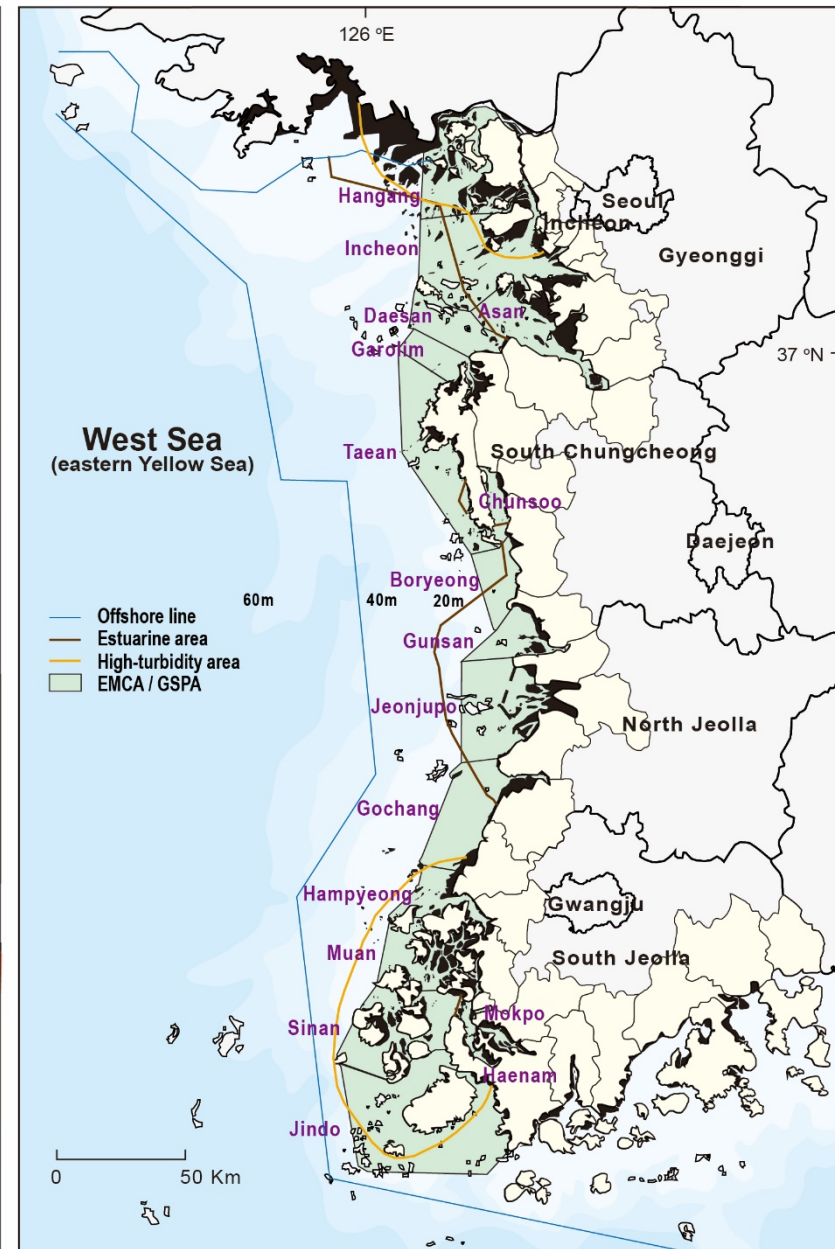 126 ºE
Hangang
Seoul
Incheon
Incheon
Gyeonggi
Daesan
Asan
Garolim
37 ºN
West Sea
(eastern Yellow Sea)
Taean
South Chungcheong
Chunsoo
Daejeon
Boryeong
60m
40m
20m
Offshore line
Estuarine area
High-turbidity area
EMCA / GSPA
Gunsan
Jeonjupo
North Jeolla
Gochang
Hampyeong
Gwangju
Muan
South Jeolla
Mokpo
Sinan
Haenam
Jindo
0
50 Km